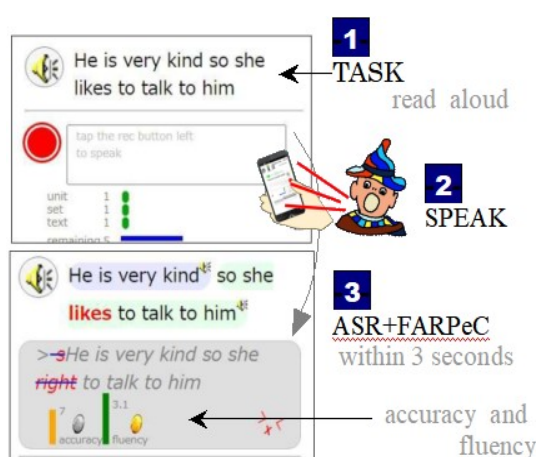 He is very kind so she
likes to talk to him
1
TASK
read aloud
tap the rec button left
to speak
unit 1
set 1
text 1
remaining 5
2
SPEAK
He is very kind so she
likes to talk to him
3
ASR+FARPeC
within 3 seconds
> sHe is very kind so she
right to talk to him
7
3.1
accuracy
fluency
accuracy and
fluency